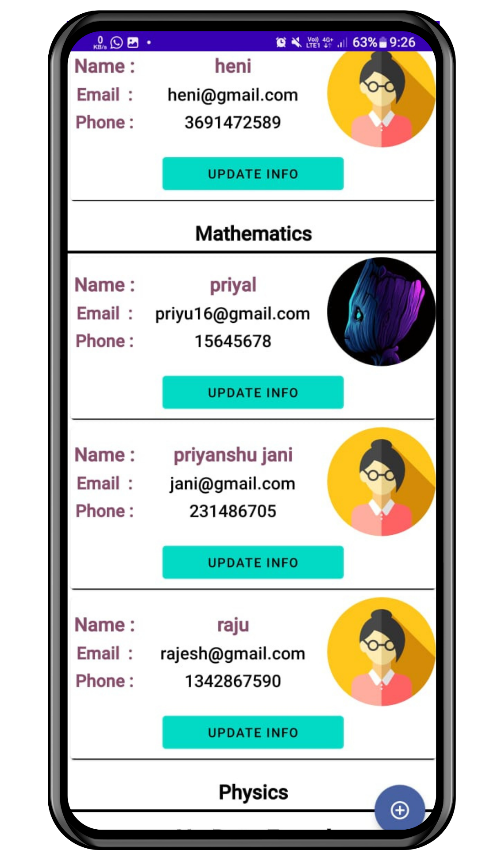 0 KB/s Vo) 4G+ LTE1 63% 9:26
Name : heni
Email : heni@gmail.com
Phone : 3691472589
UPDATE INFO
Mathematics
Name : priyal
Email : priyu16@gmail.com
Phone : 15645678
UPDATE INFO
Name : priyanshu jani
Email : jani@gmail.com
Phone : 231486705
UPDATE INFO
Name : raju
Email : rajesh@gmail.com
Phone : 1342867590
UPDATE INFO
Physics